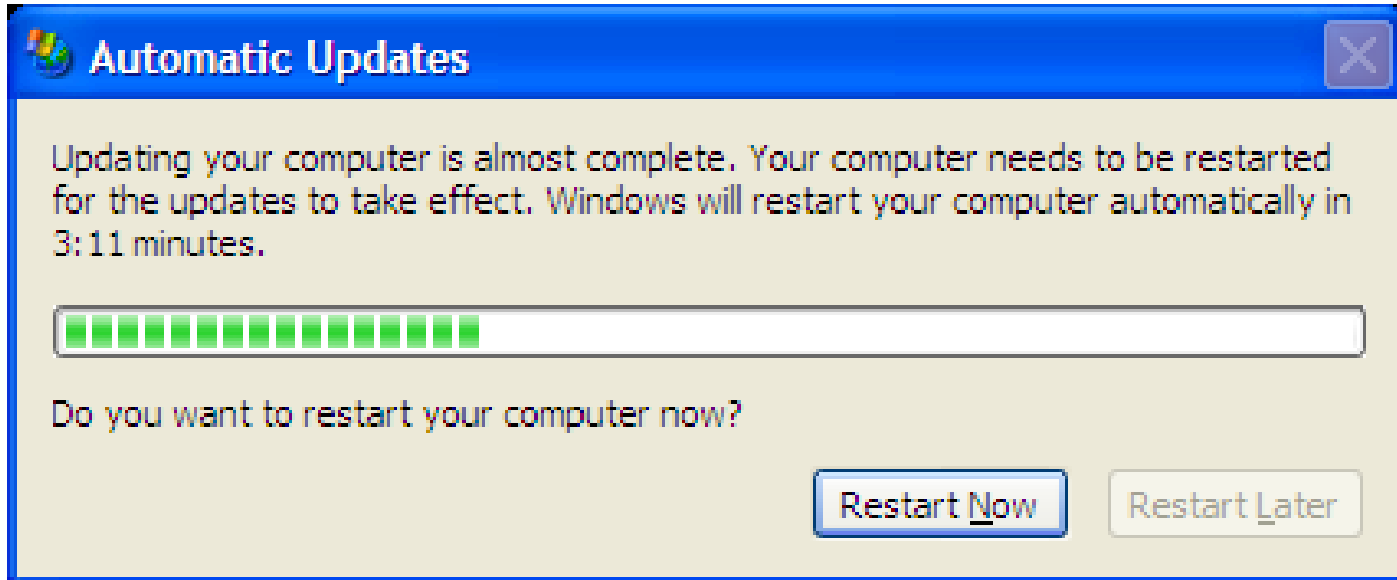 Automatic Updates
Updating your computer is almost complete. Your computer needs to be restarted
for the updates to take effect. Windows will restart your computer automatically in
3:11 minutes.
Do you want to restart your computer now?
Restart Now
Restart Later